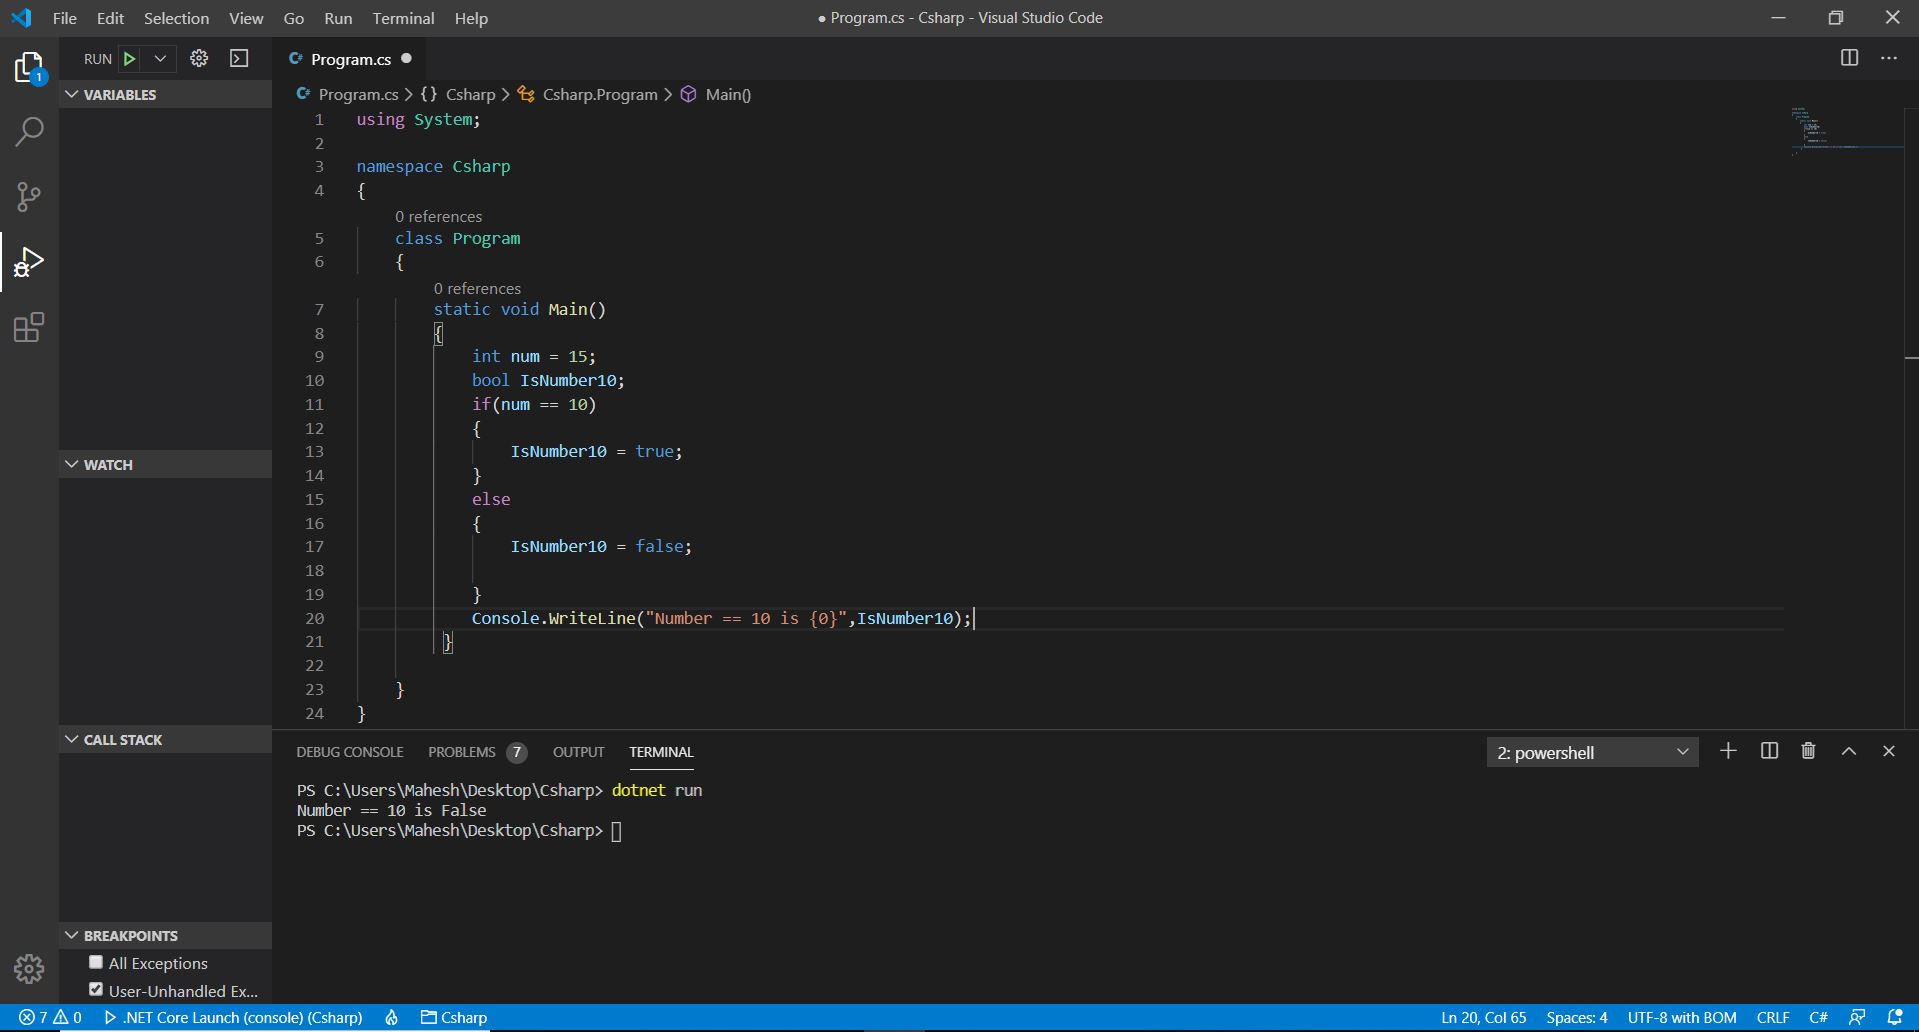 File Edit Selection View Go Run Terminal Help
● Program.cs - Csharp - Visual Studio Code
1
RUN
Program.cs
VARIABLES
Program.cs > {} Csharp > Csharp.Program > Main()
1 using System;
2
3 namespace Csharp
4 {
0 references
5 class Program
6 {
0 references
7 static void Main()
8 {
9 int num = 15;
10 bool IsNumber10;
11 if(num == 10)
12 {
13 IsNumber10 = true;
14 }
15 else
16 {
17 IsNumber10 = false;
18
19 }
20 Console.WriteLine("Number == 10 is {0}",IsNumber10);
21 }
22
23 }
24 }
WATCH
CALL STACK
BREAKPOINTS
All Exceptions
User-Unhandled Ex...
DEBUG CONSOLE PROBLEMS 7 OUTPUT TERMINAL
2: powershell
PS C:\Users\Mahesh\Desktop\Csharp> dotnet run
Number == 10 is False
PS C:\Users\Mahesh\Desktop\Csharp>
7 0 .NET Core Launch (console) (Csharp) Csharp
Ln 20, Col 65 Spaces: 4 UTF-8 with BOM CRLF C#